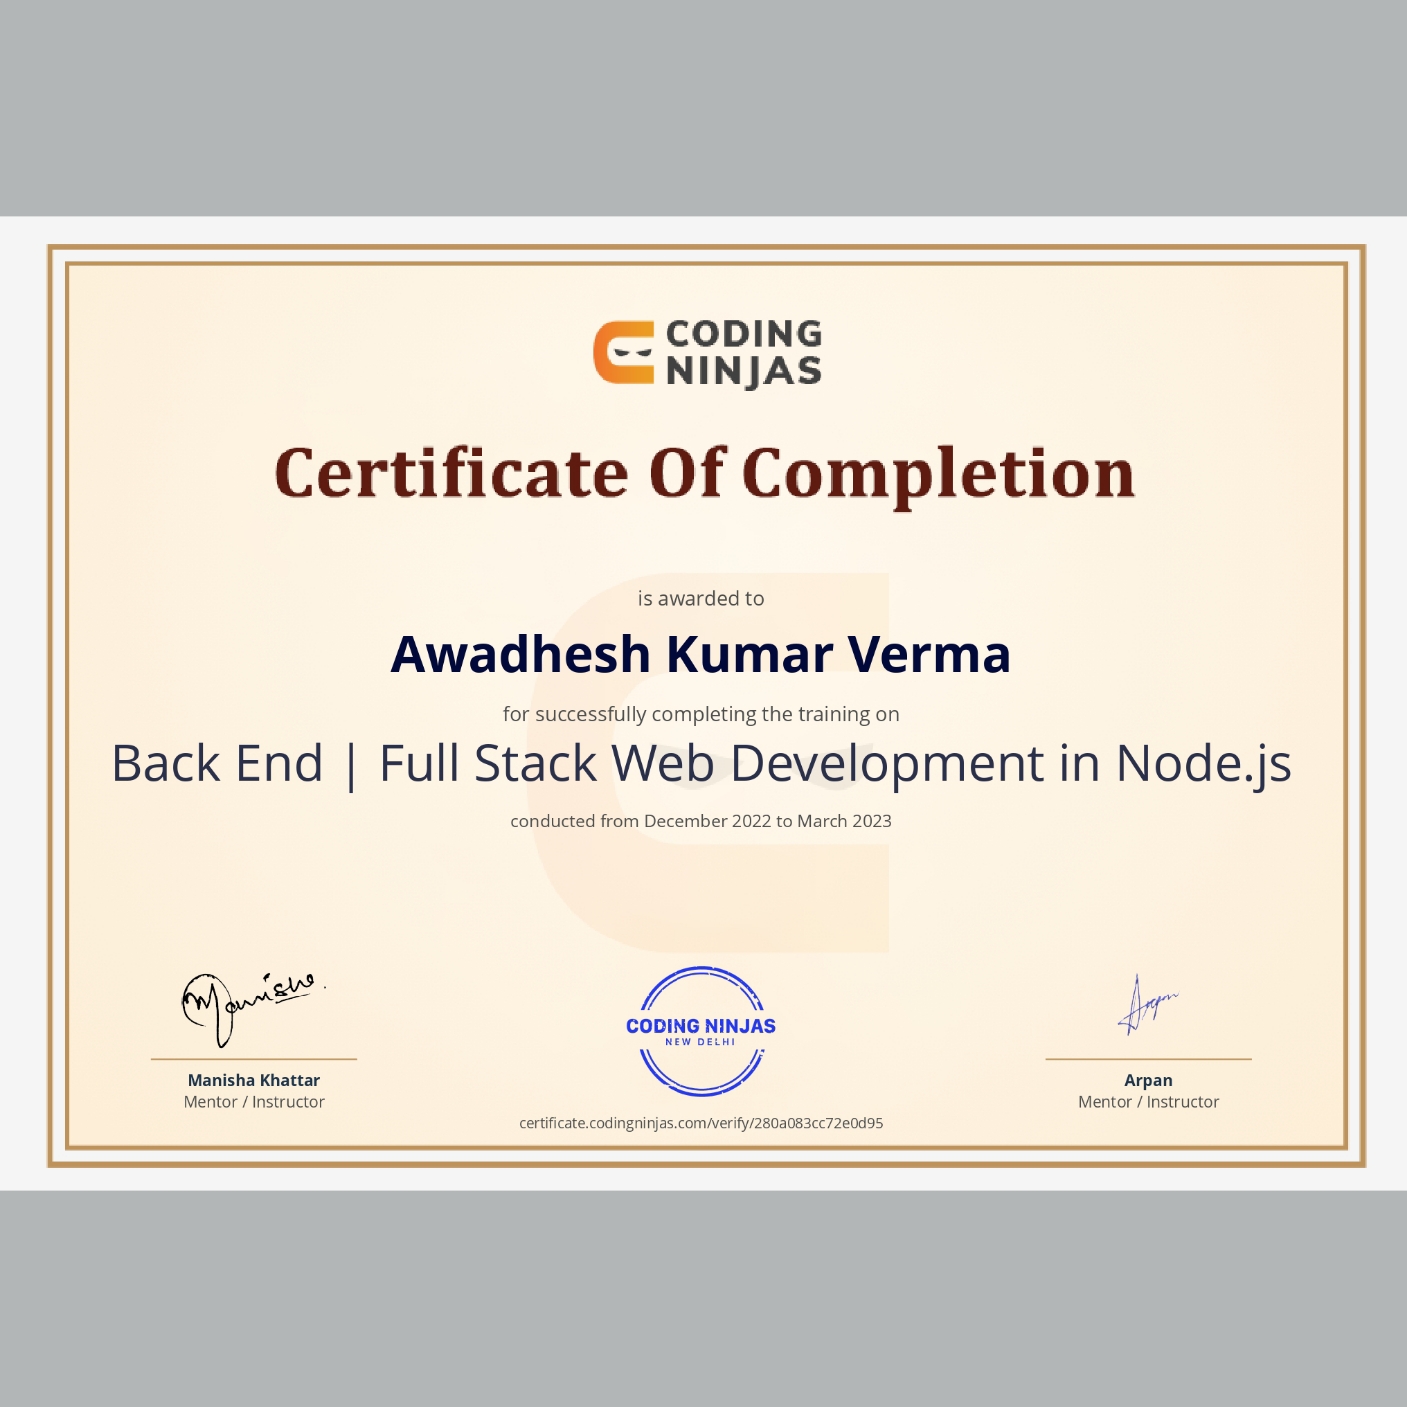 CODING
NINJAS
Certificate Of Completion
is awarded to
Awadhesh Kumar Verma
for successfully completing the training on
Back End | Full Stack Web Development in Node.js
conducted from December 2022 to March 2023
Manisha
Arpan
CODING NINJAS
NEW DELHI
Manisha Khattar
Mentor / Instructor
Arpan
Mentor / Instructor
certificate.codingninjas.com/verify/280a083cc72e0d95